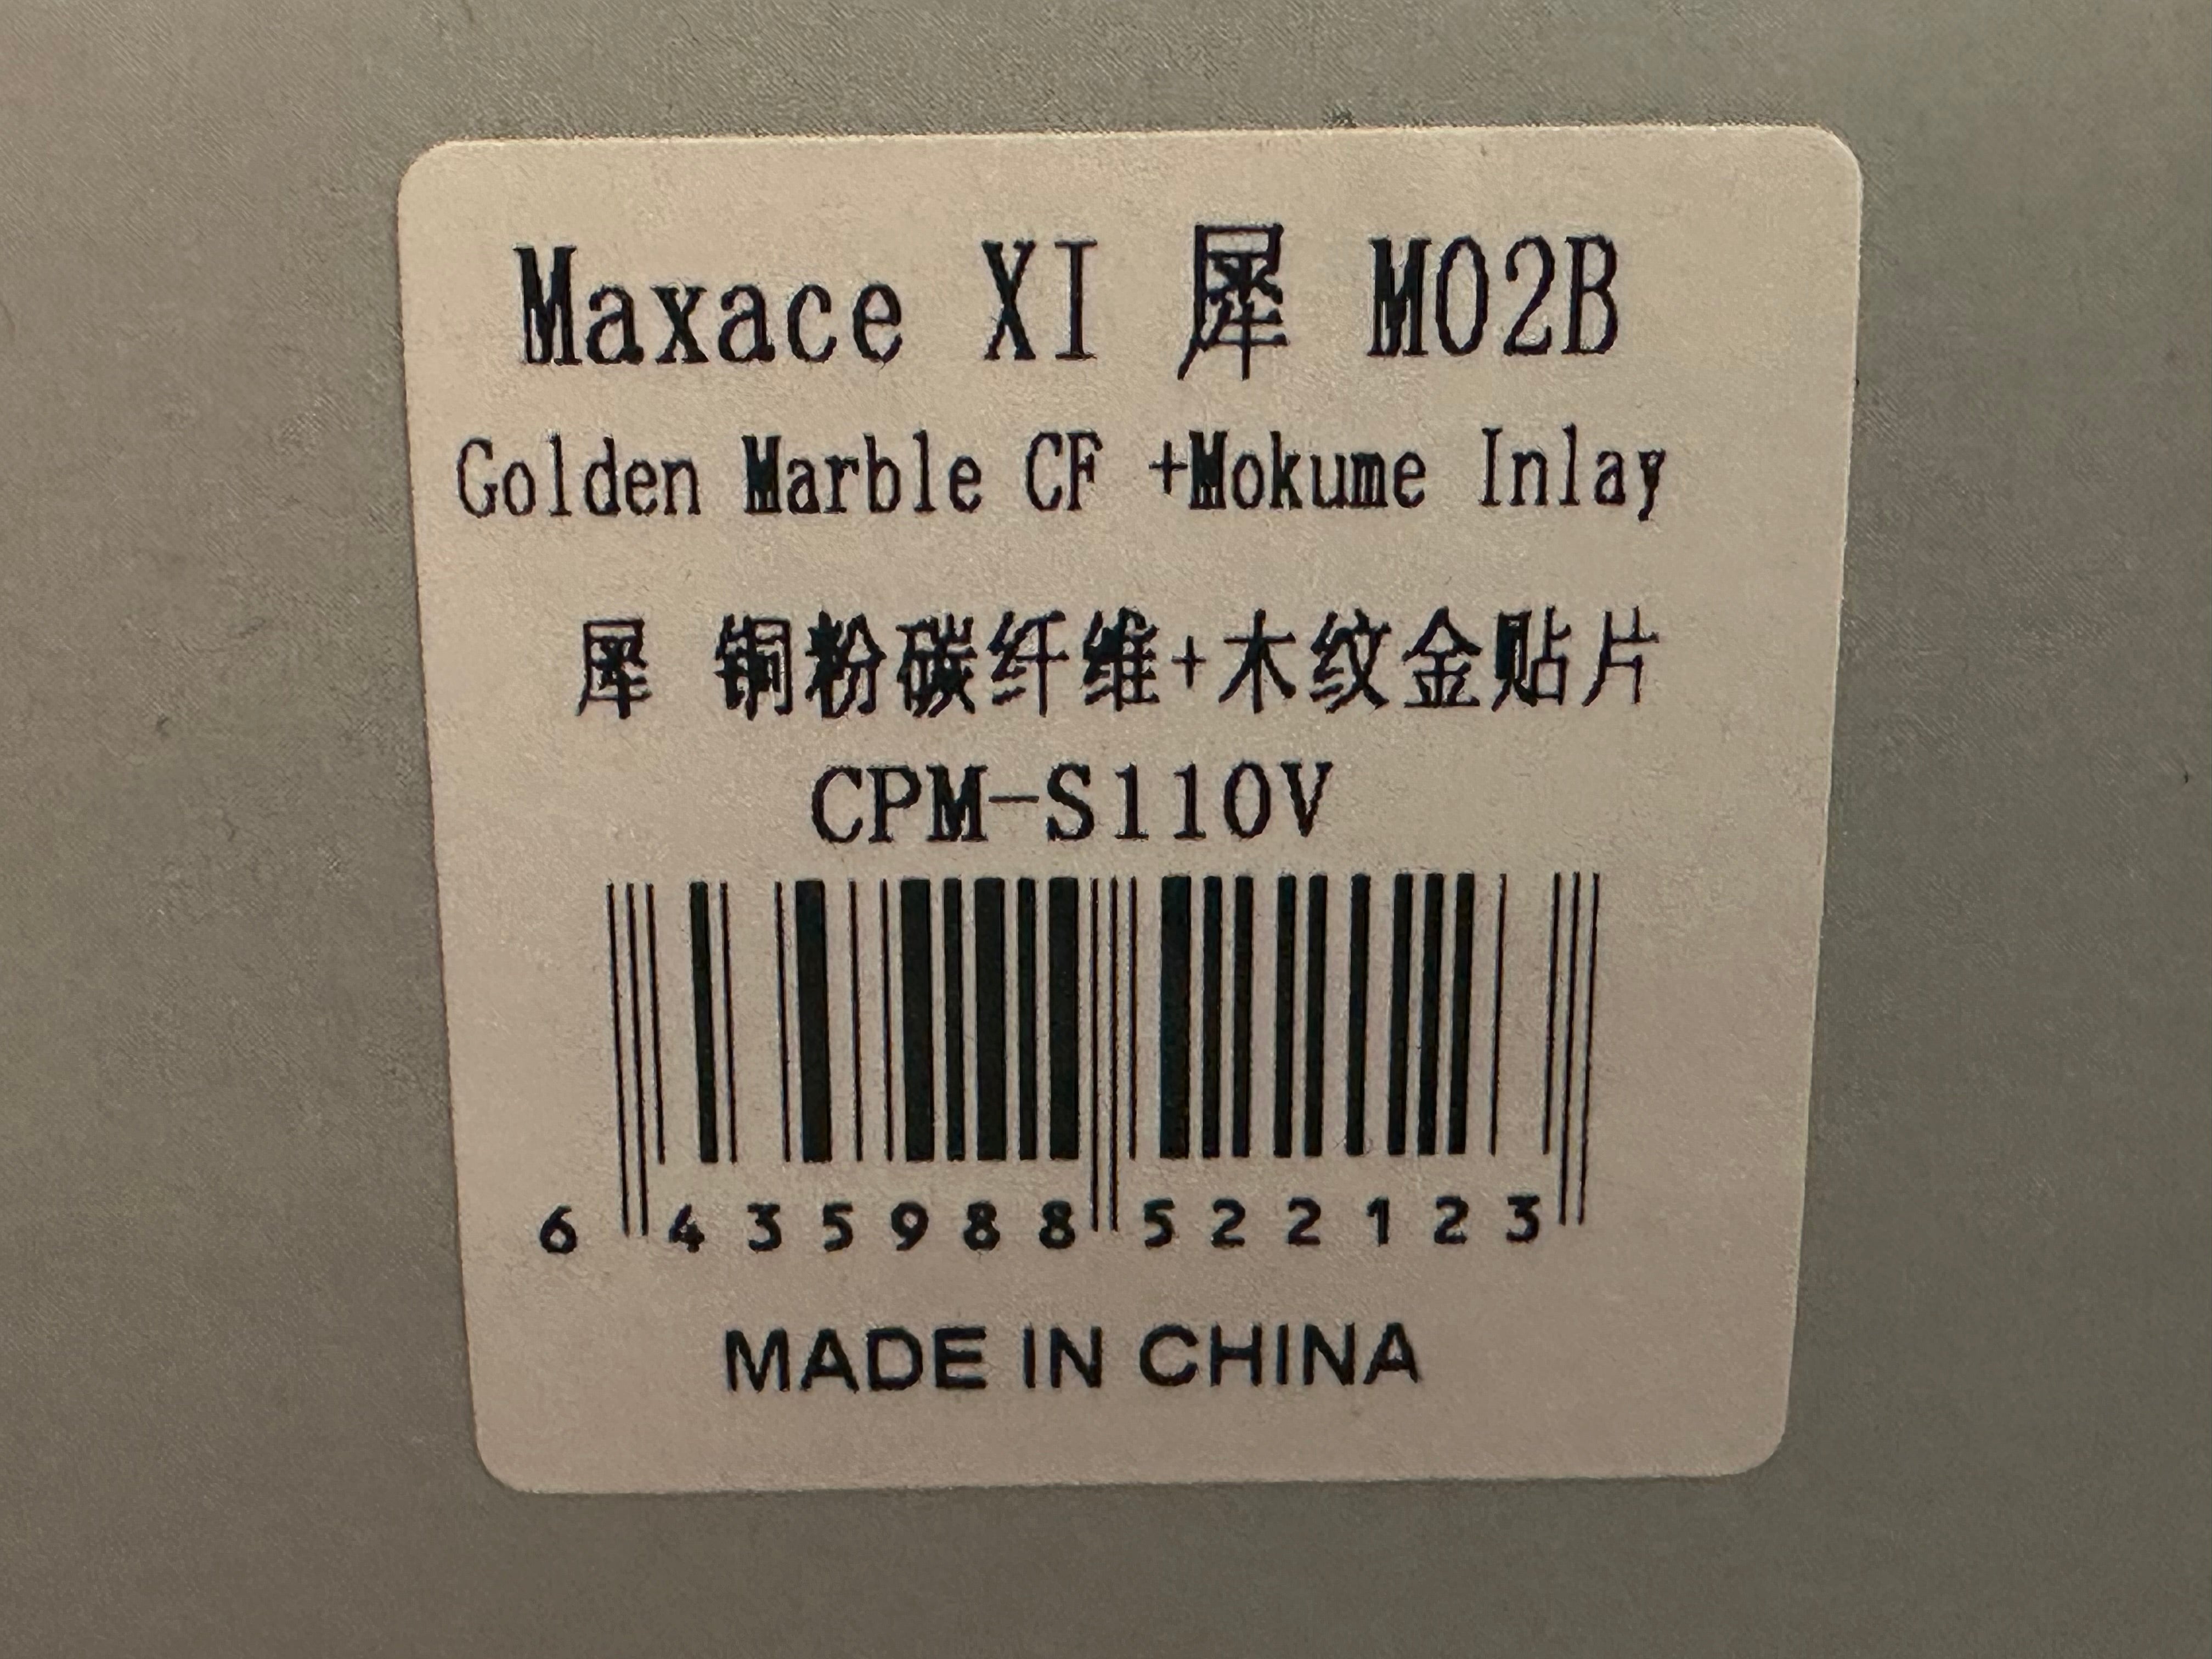 Maxace XI 犀 M02B
Golden Marble CF +Mokume Inlay
犀 铜粉碳纤维+木纹金贴片
CPM-S110V
6 435988 522123
MADE IN CHINA